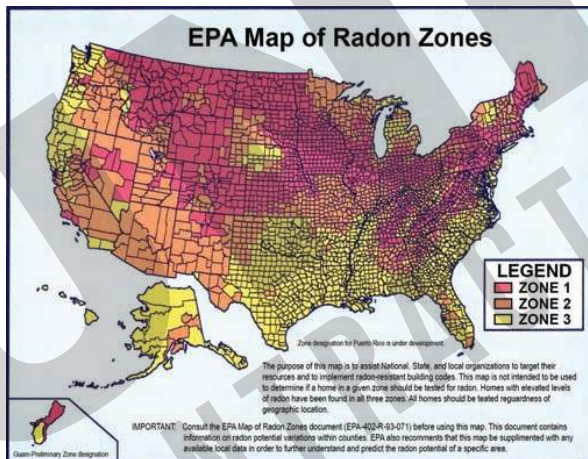 EPA Map of Radon Zones
LEGEND
ZONE 1
ZONE 2
ZONE 3
Zone designation for Puerto Rico is under development.
The purpose of this map is to assist National, State, and local organizations to target their
resources and to implement radon-resistant building codes. This map is not intended to be used
to determine if a home in a given zone should be tested for radon. Homes with elevated levels
of radon have been found in all three zones. All homes should be teated reguardness of
geographic location.
IMPORTANT: Consult the EPA Map of Radon Zones document (EPA-402-R-93-071) before using this map. This document contains
information on radon potential variations within counties. EPA also recommends that this map be supplimented with any
available local data in order to further understand and predict the radon potential of a specific area.
Guam-Preliminary Zone designation